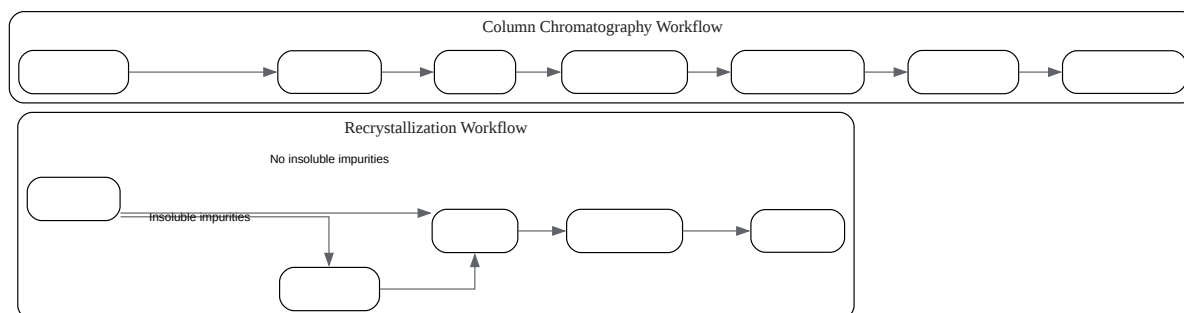 Column Chromatography Workflow
Recrystallization Workflow
No insoluble impurities
Insoluble impurities